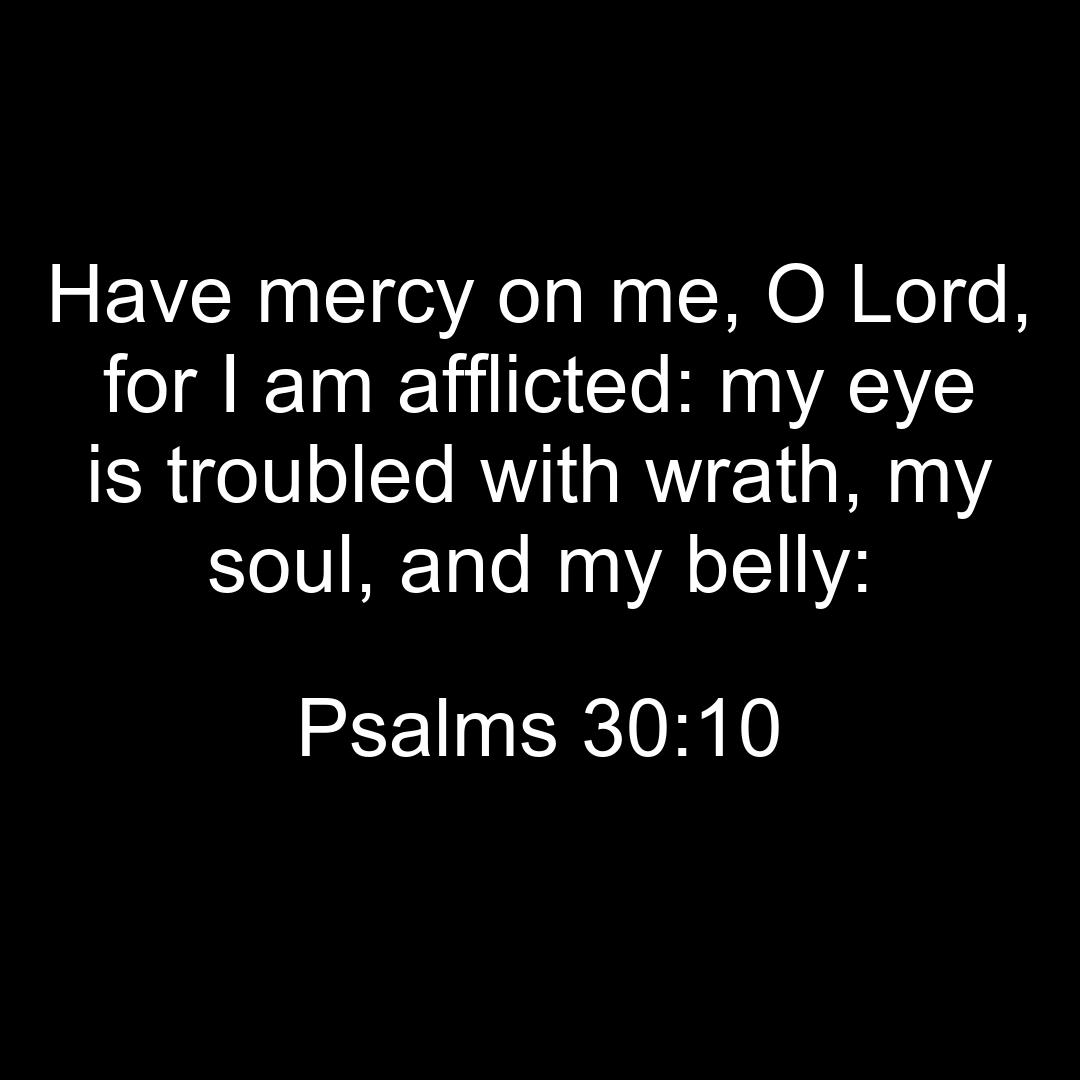 Have mercy on me, O Lord,
for I am afflicted: my eye
is troubled with wrath, my
soul, and my belly:
Psalms 30:10